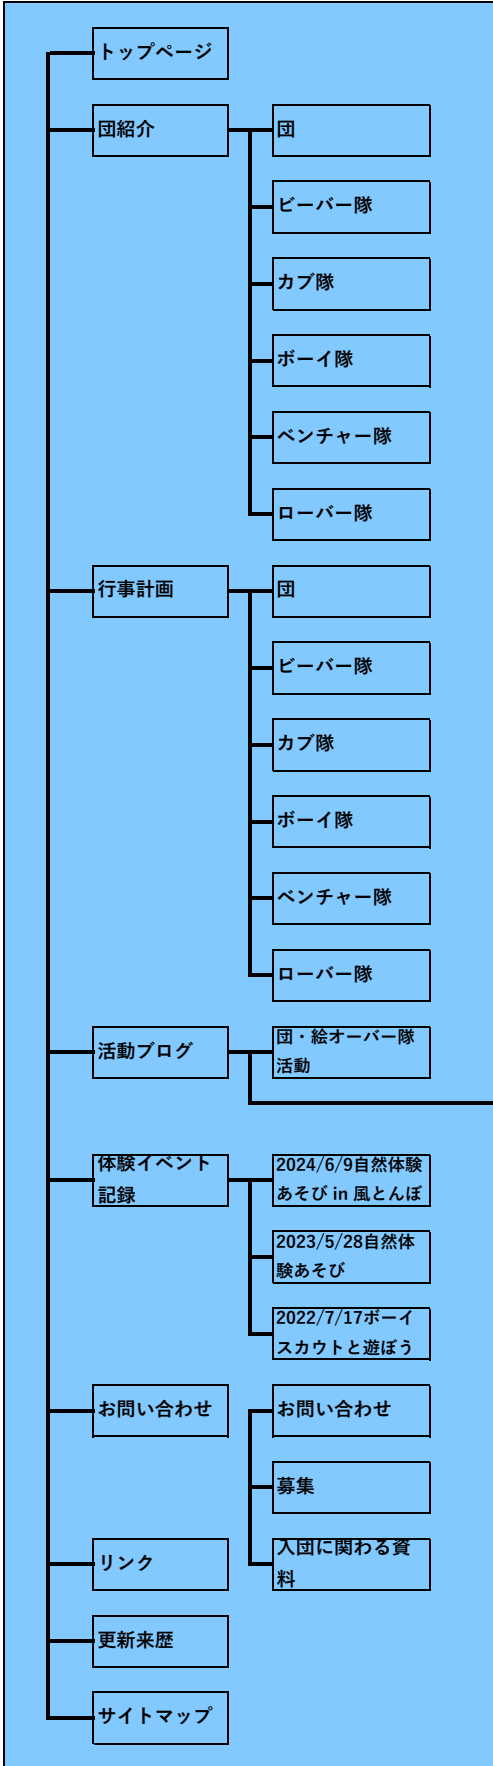 トップページ
団紹介
団
ビーバー隊
カブ隊
ボーイ隊
ベンチャー隊
ローバー隊
行事計画
団
ビーバー隊
カブ隊
ボーイ隊
ベンチャー隊
ローバー隊
活動ブログ
団・絵オーバー隊
活動
体験イベント
記録
2024/6/9自然体験
あそび in 風とんぼ
2023/5/28自然体
験あそび
2022/7/17ボーイ
スカウトと遊ぼう
お問い合わせ
お問い合わせ
募集
入団に関わる資
料
リンク
更新来歴
サイトマップ